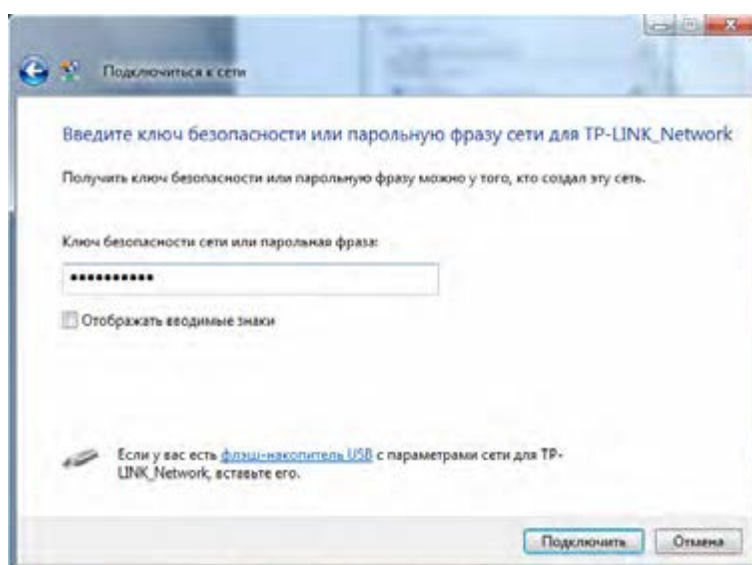 Подключиться к сети
Введите ключ безопасности или парольную фразу сети для TP-LINK_Network
Получить ключ безопасности или парольную фразу можно у того, кто создал эту сеть.
Ключ безопасности сети или парольная фраза:
••••••••••
Отображать вводимые знаки
Если у вас есть флэш-накопитель USB с параметрами сети для TP-
LINK_Network, вставьте его.
Подключить Отмена